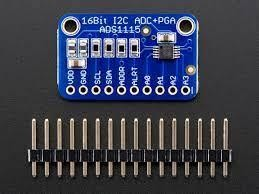 16Bit I2C ADC+PGA
ADS1115
VDD GND SCL SDA ADDR ALRT A0 A1 A2 A3